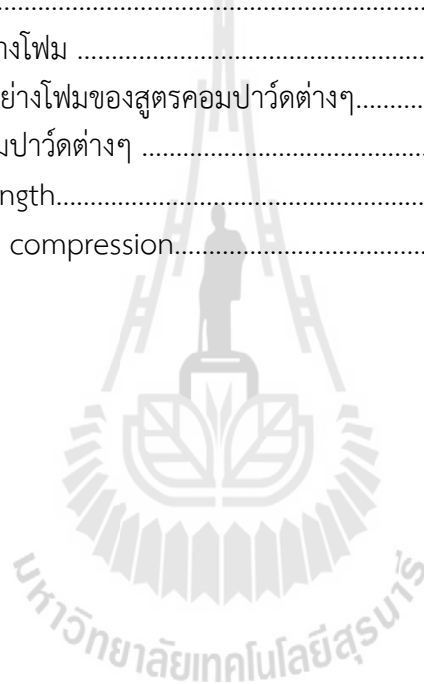 ................................................................
างโฟม ................................................
ย่างโฟมของสูตรคอมปาว์ดต่างๆ..........
มปาว์ดต่างๆ ....................................
ngth....................................................
compression....................................
มหาวิทยาลัยเทคโนโลยีสุรนารี